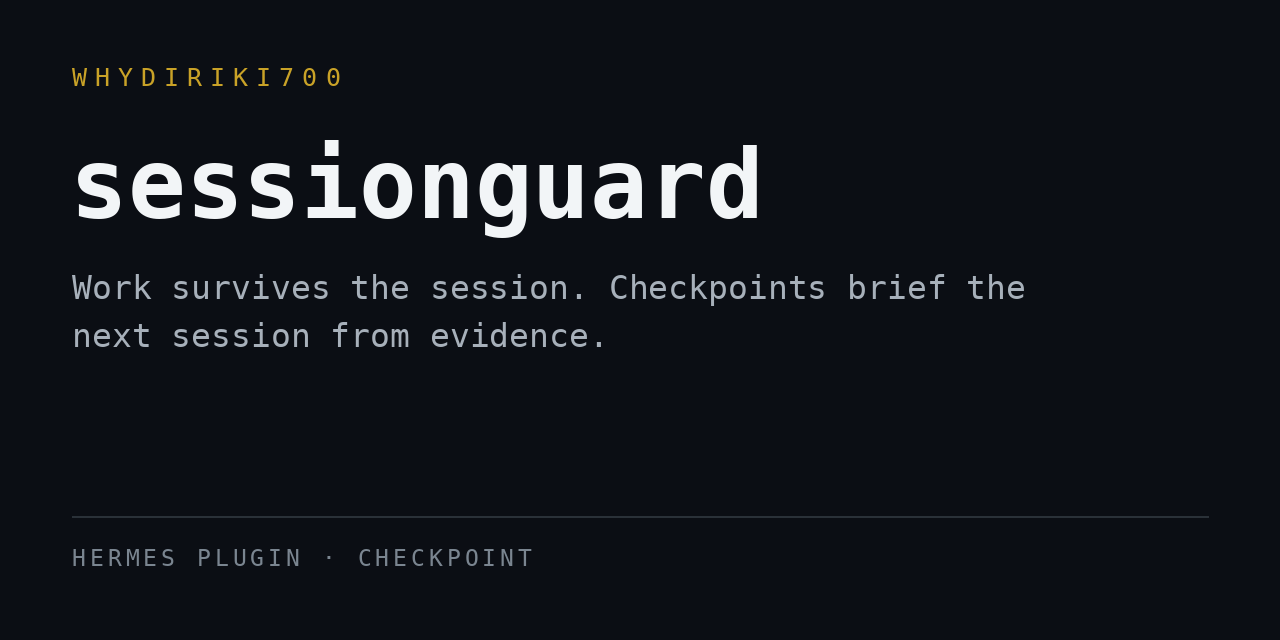 WHYDIRIKI700
sessionguard
Work survives the session. Checkpoints brief the
next session from evidence.
HERMES PLUGIN · CHECKPOINT